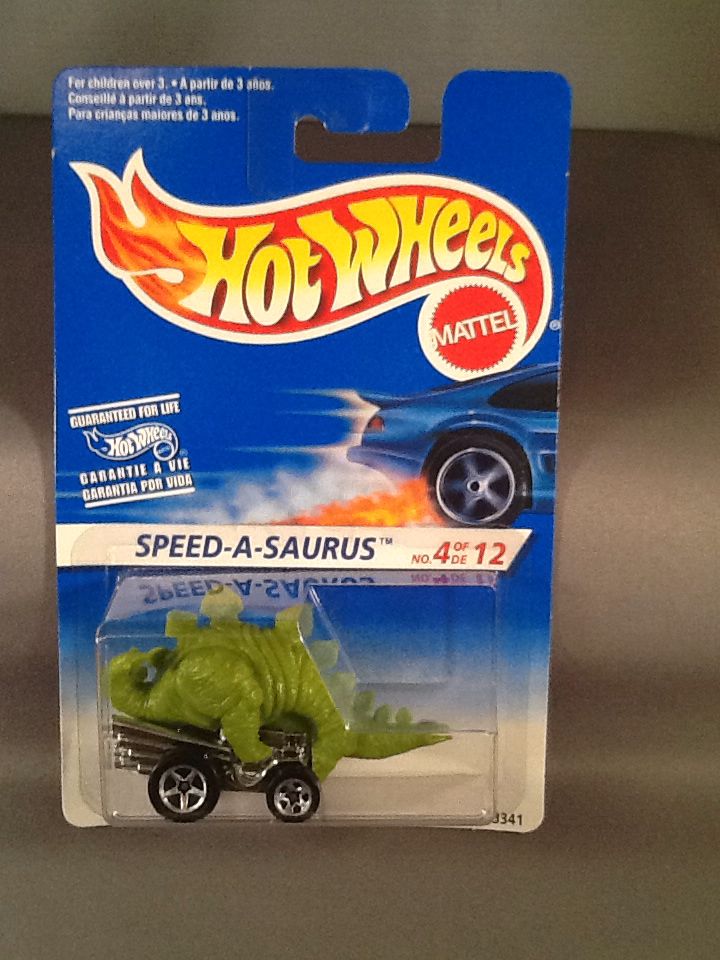 For children over 3. • A partir de 3 años.
Conseillé à partir de 3 ans.
Para crianças maiores de 3 anos.
HOT WHEELS
MATTEL
®
GUARANTEED FOR LIFE
HOT WHEELS
®
GARANTIE A VIE
GARANTIA POR VIDA
SPEED-A-SAURUS™ NO. 4 OF DE 12
3341